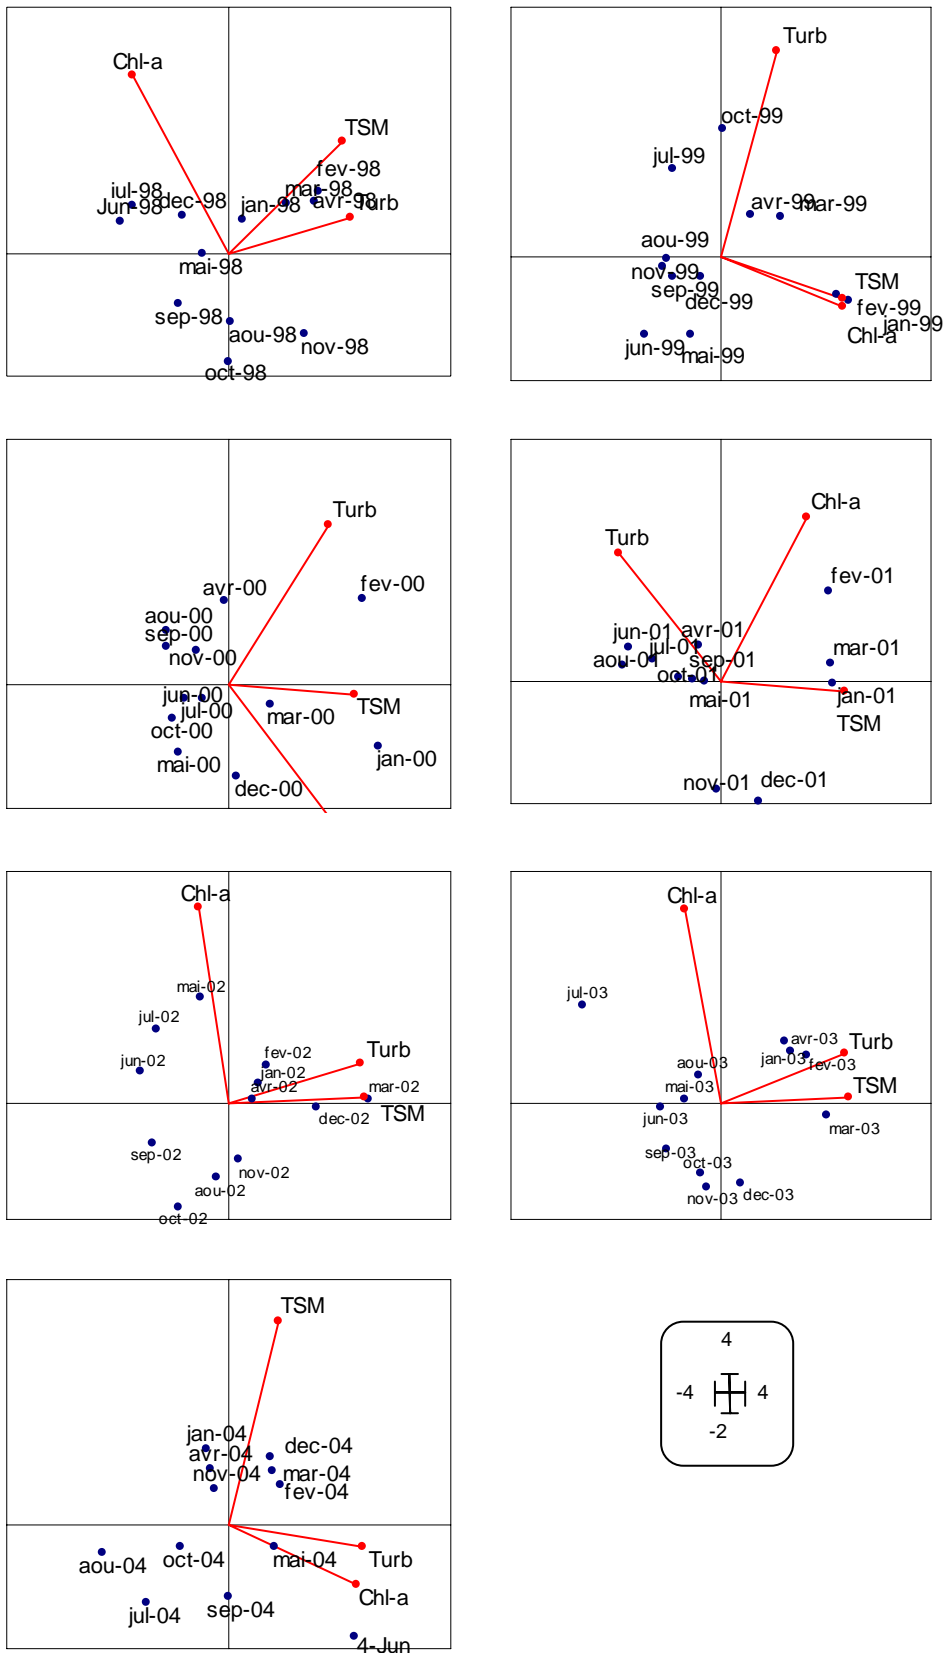 Chl-a
TSM
fev-98
jul-98
mar-98
dec-98
avr-98
Jun-98
jan-98
Turb
mai-98
sep-98
aou-98
nov-98
oct-98
Turb
oct-99
jul-99
avr-99
mar-99
aou-99
nov-99
TSM
sep-99
fev-99
dec-99
jan-99
Chl-a
jun-99
mai-99
Turb
avr-00
fev-00
aou-00
sep-00
nov-00
jun-00
TSM
jul-00
mar-00
oct-00
mai-00
jan-00
dec-00
Chl-a
Turb
fev-01
jun-01
avr-01
jul-01
mar-01
aou-01
sep-01
oct-01
mai-01
jan-01
TSM
nov-01
dec-01
Chl-a
mai-02
jul-02
Turb
jun-02
fev-02
jan-02
avr-02
mar-02
dec-02
TSM
sep-02
nov-02
aou-02
oct-02
Chl-a
jul-03
avr-03
Turb
aou-03
jan-03
fev-03
mai-03
TSM
jun-03
mar-03
sep-03
oct-03
nov-03
dec-03
TSM
jan-04
avr-04
dec-04
nov-04
mar-04
fev-04
aou-04
oct-04
mai-04
Turb
Chl-a
jul-04
sep-04
4-Jun
4
-4
4
-2